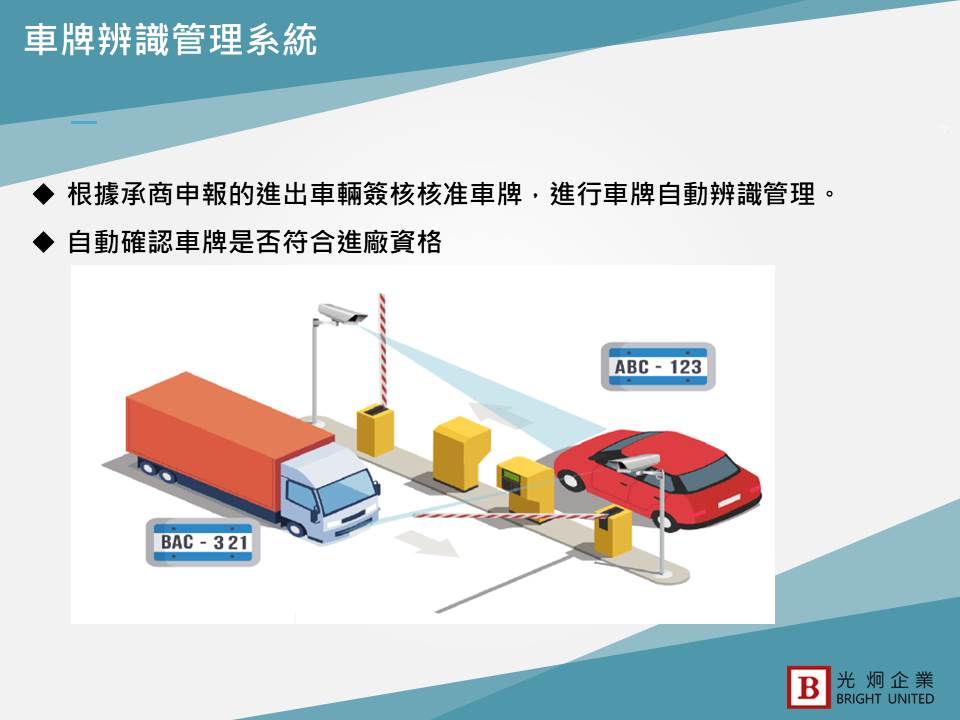 車牌辨識管理系統
◆ 根據承商申報的進出車輛簽核核准車牌，進行車牌自動辨識管理。
◆ 自動確認車牌是否符合進廠資格
ABC - 123
BAC - 321
B 光炯企業
BRIGHT UNITED